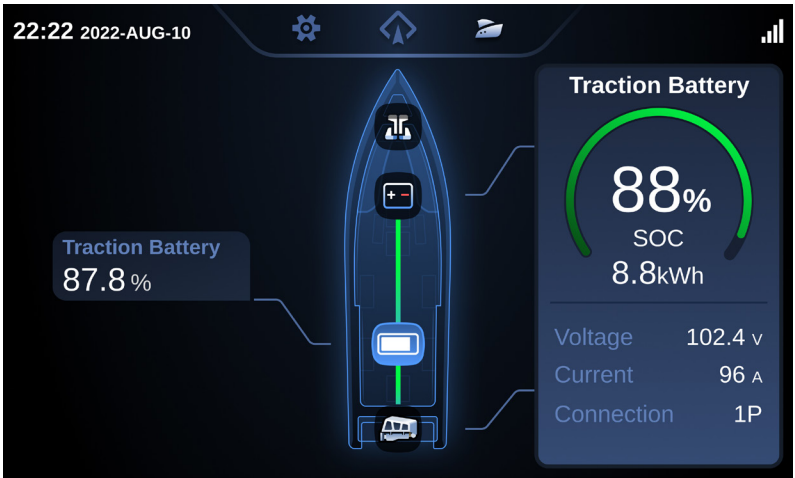 22:22 2022-AUG-10
Traction Battery
88%
SOC
8.8kWh
Traction Battery
87.8 %
Voltage 102.4 V
Current 96 A
Connection 1P